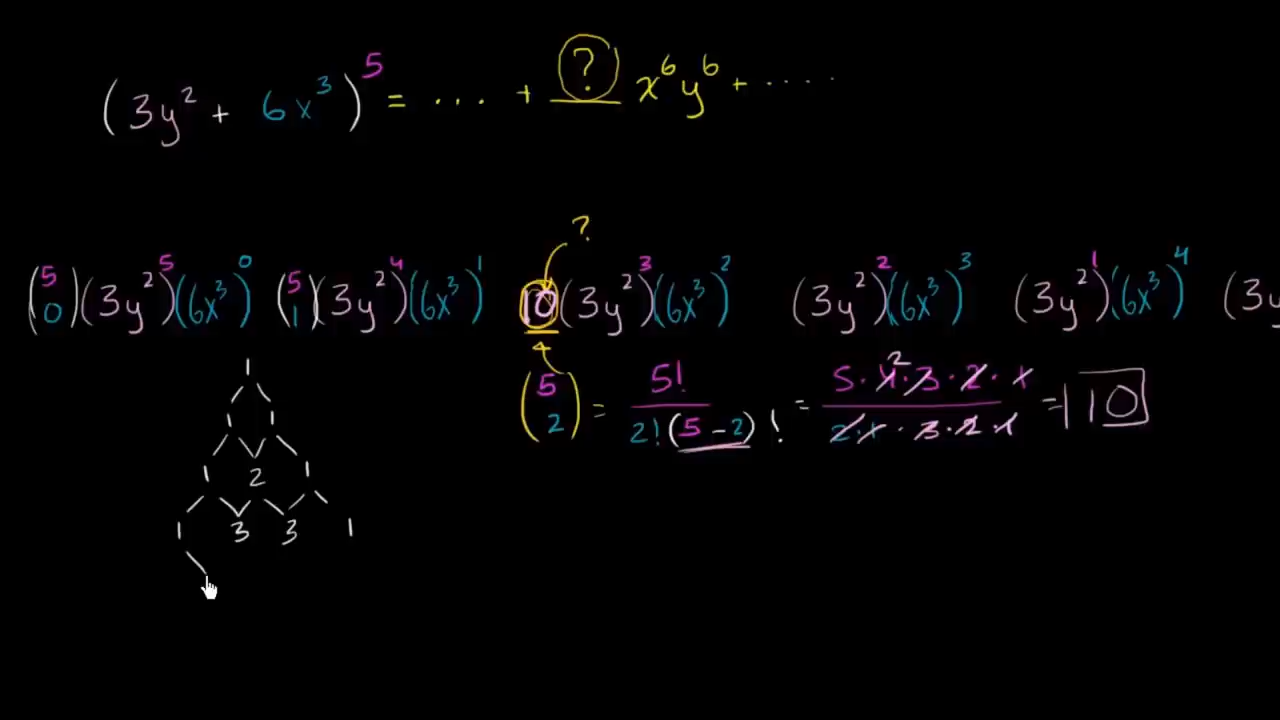 (3y² + 6x³)⁵ = ... + ? x⁶y⁶ + ....
?
(5 0)(3y²)⁵(6x³)⁰ (5 1)(3y²)⁴(6x³)¹ 10(3y²)³(6x³)² (3y²)²(6x³)³ (3y²)¹(6x³)⁴ (3y
(5 2) = 5!/2!(5-2)! = 5·4·3·2·1/2·1·3·2·1 = 10
2
1
1 1
1 2 1
1 3 3 1